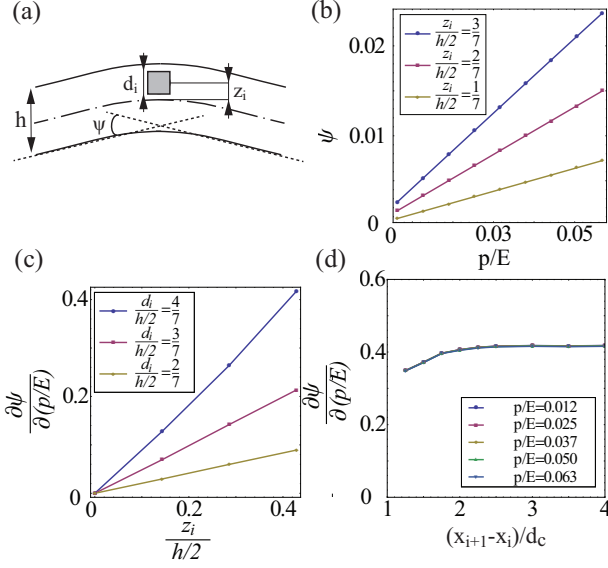 (a)
h
d_i
z_i
ψ
(b)
ψ
0.02
0.01
0
z_i/(h/2)=3/7
z_i/(h/2)=2/7
z_i/(h/2)=1/7
0 0.03 0.05
p/E
(c)
∂ψ/∂(p/E)
0.4
0.2
0
d_i/(h/2)=4/7
d_i/(h/2)=3/7
d_i/(h/2)=2/7
0 0.2 0.4
z_i/(h/2)
(d)
∂ψ/∂(p/E)
0.6
0.4
0.2
0
p/E=0.012
p/E=0.025
p/E=0.037
p/E=0.050
p/E=0.063
1 2 3 4
(x_{i+1}-x_i)/d_c